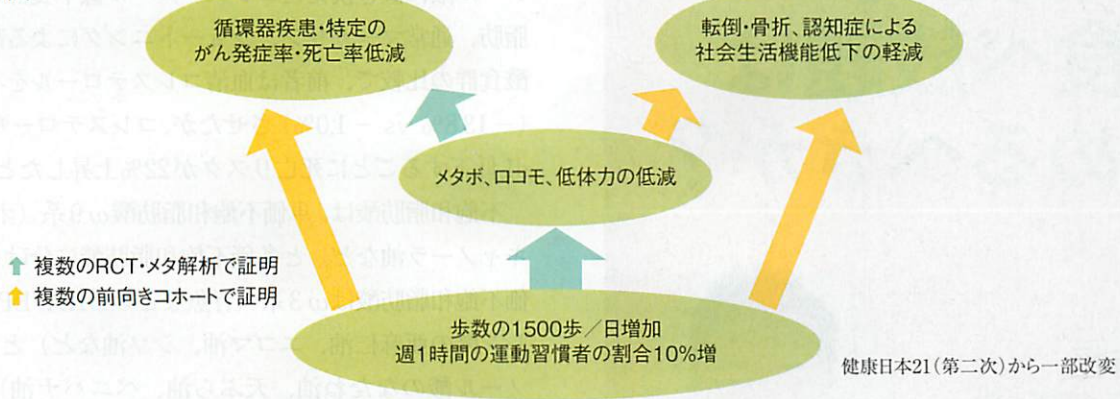 循環器疾患・特定の
がん発症率・死亡率低減
転倒・骨折、認知症による
社会生活機能低下の軽減
メタボ、ロコモ、低体力の低減
複数のRCT・メタ解析で証明
複数の前向きコホートで証明
歩数の1500歩／日増加
週1時間の運動習慣者の割合10%増
健康日本21(第二次)から一部改変